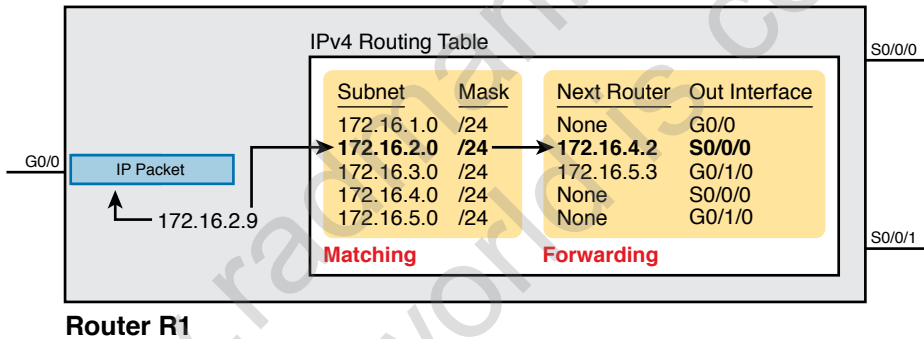 IPv4 Routing Table
S0/0/0
Subnet Mask Next Router Out Interface
172.16.1.0 /24 None G0/0
172.16.2.0 /24 172.16.4.2 S0/0/0
172.16.3.0 /24 172.16.5.3 G0/1/0
172.16.4.0 /24 None S0/0/0
172.16.5.0 /24 None G0/1/0
G0/0
IP Packet
172.16.2.9
Matching Forwarding
S0/0/1
Router R1